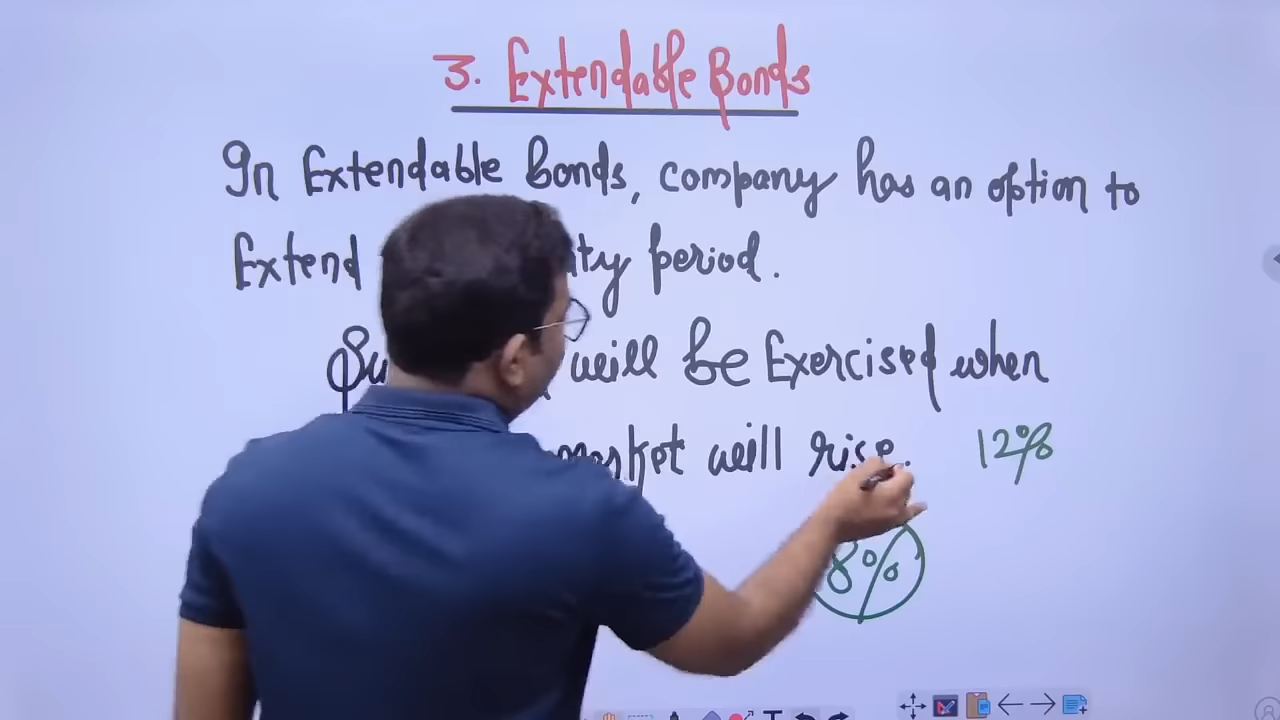 3. Extendable Bonds
In Extendable Bonds, company has an option to
Extend period.
will be Exercised when
market will rise. 12%
8%